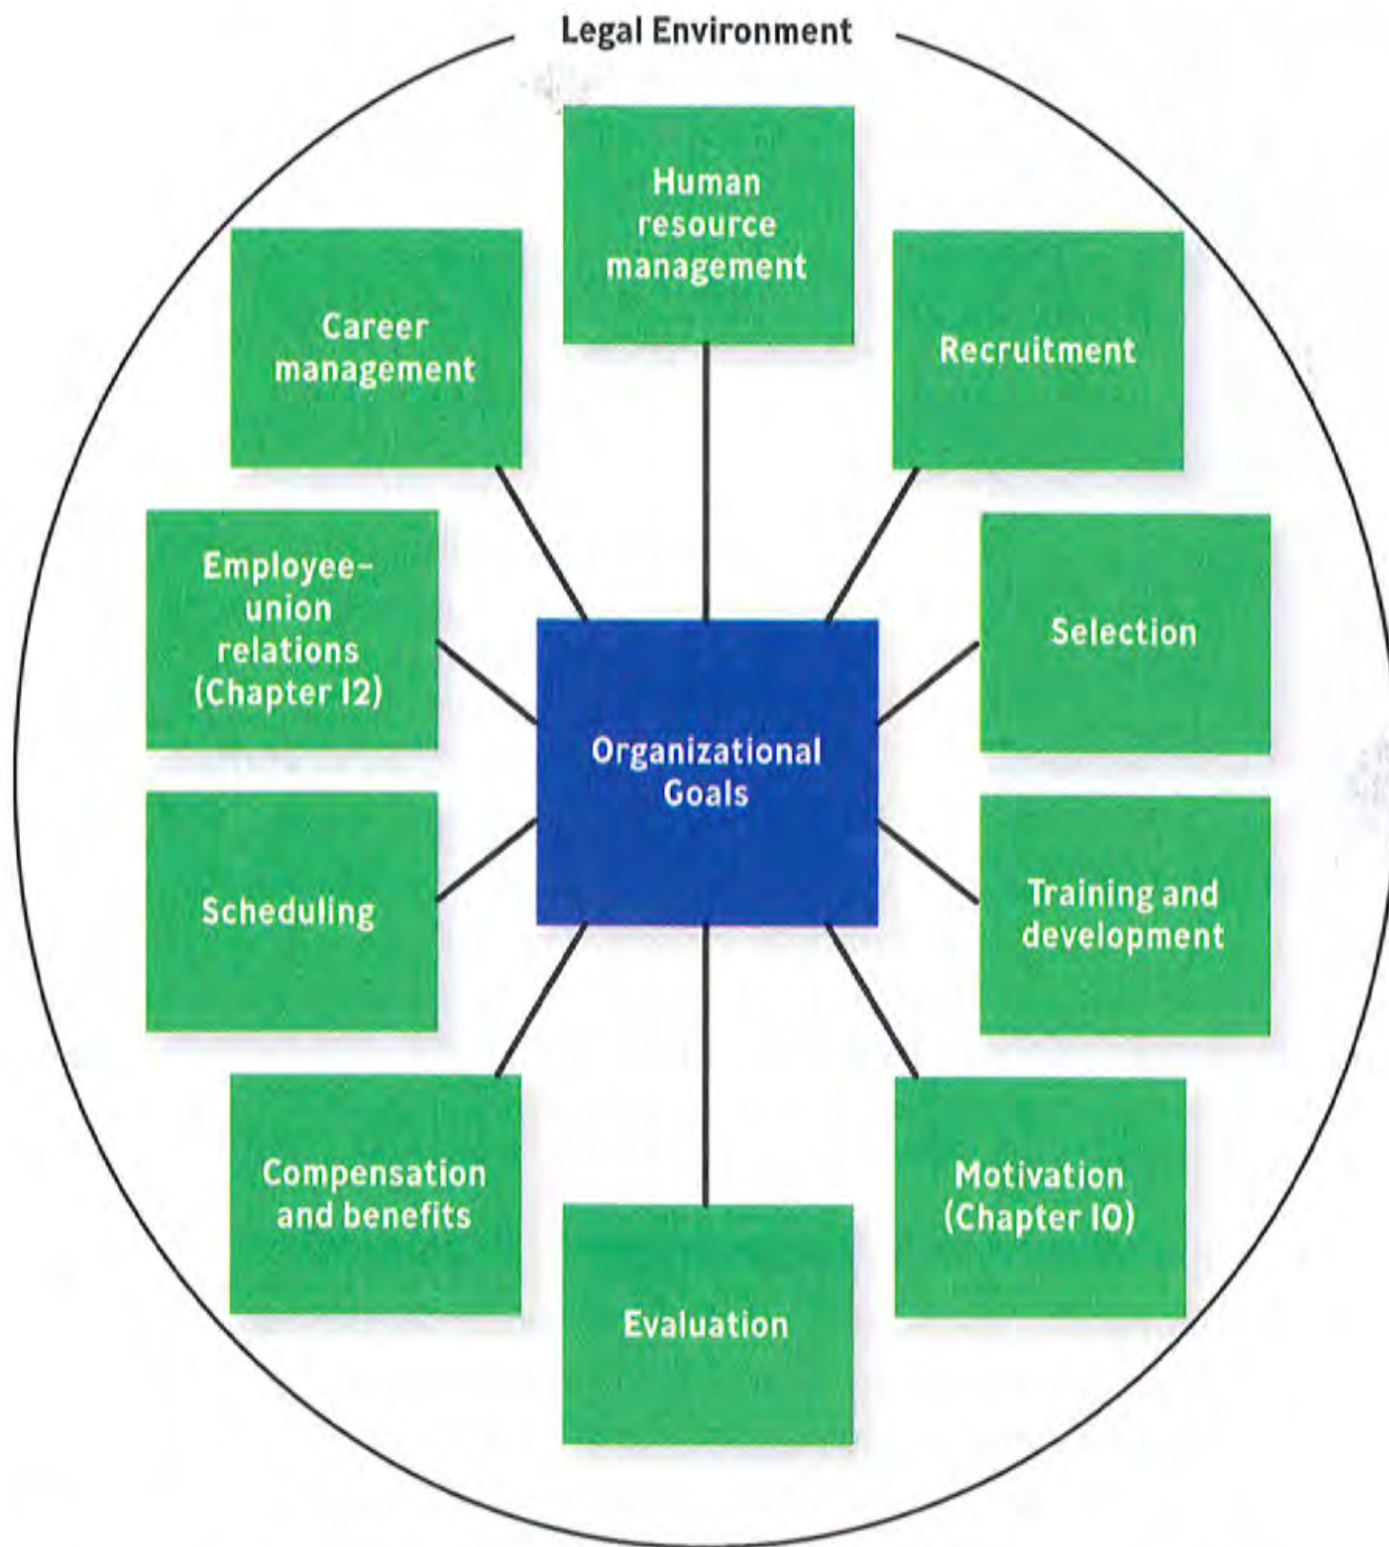 Legal Environment
Human
resource
management
Recruitment
Selection
Training and
development
Motivation
(Chapter 10)
Evaluation
Compensation
and benefits
Scheduling
Employee–
union
relations
(Chapter 12)
Career
management
Organizational
Goals